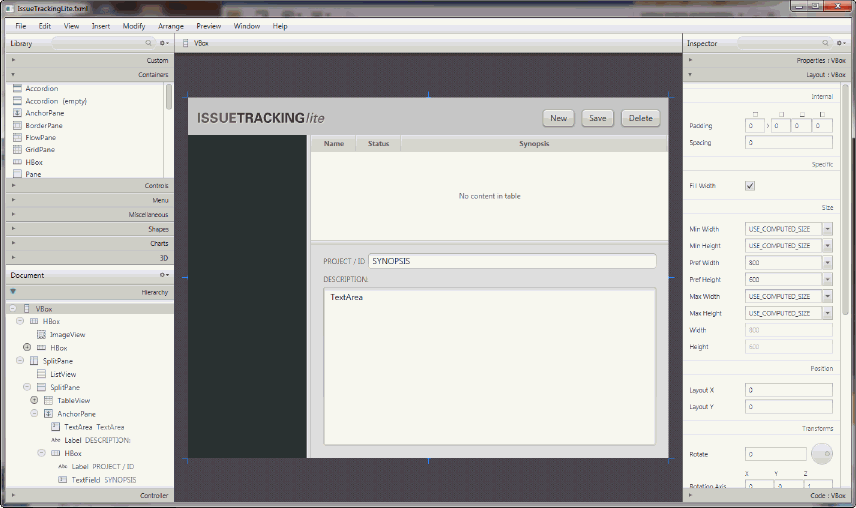 IssueTrackingLite.fxml
File Edit View Insert Modify Arrange Preview Window Help
Library
Custom
Containers
Accordion
Accordion (empty)
AnchorPane
BorderPane
FlowPane
GridPane
HBox
Pane
Controls
Menu
Miscellaneous
Shapes
Charts
3D
Document
Hierarchy
VBox
HBox
ImageView
HBox
SplitPane
ListView
SplitPane
TableView
AnchorPane
TextArea TextArea
Abc Label DESCRIPTION:
HBox
Abc Label PROJECT / ID
TextField SYNOPSIS
Controller
VBox
ISSUETRACKINGlite
New Save Delete
Name Status Synopsis
No content in table
PROJECT / ID SYNOPSIS
DESCRIPTION:
TextArea
Inspector
Properties : VBox
Layout : VBox
Internal
Padding 0 0 0 0
Spacing 0
Specific
Fill Width
Size
Min Width USE_COMPUTED_SIZE
Min Height USE_COMPUTED_SIZE
Pref Width 800
Pref Height 600
Max Width USE_COMPUTED_SIZE
Max Height USE_COMPUTED_SIZE
Width 800
Height 600
Position
Layout X 0
Layout Y 0
Transforms
Rotate 0
X Y Z
Rotation Axis 0 0 1
Code : VBox